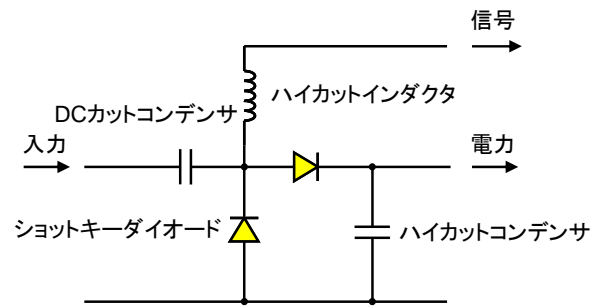 信号
ハイカットインダクタ
DCカットコンデンサ
入力
電力
ショットキーダイオード
ハイカットコンデンサ